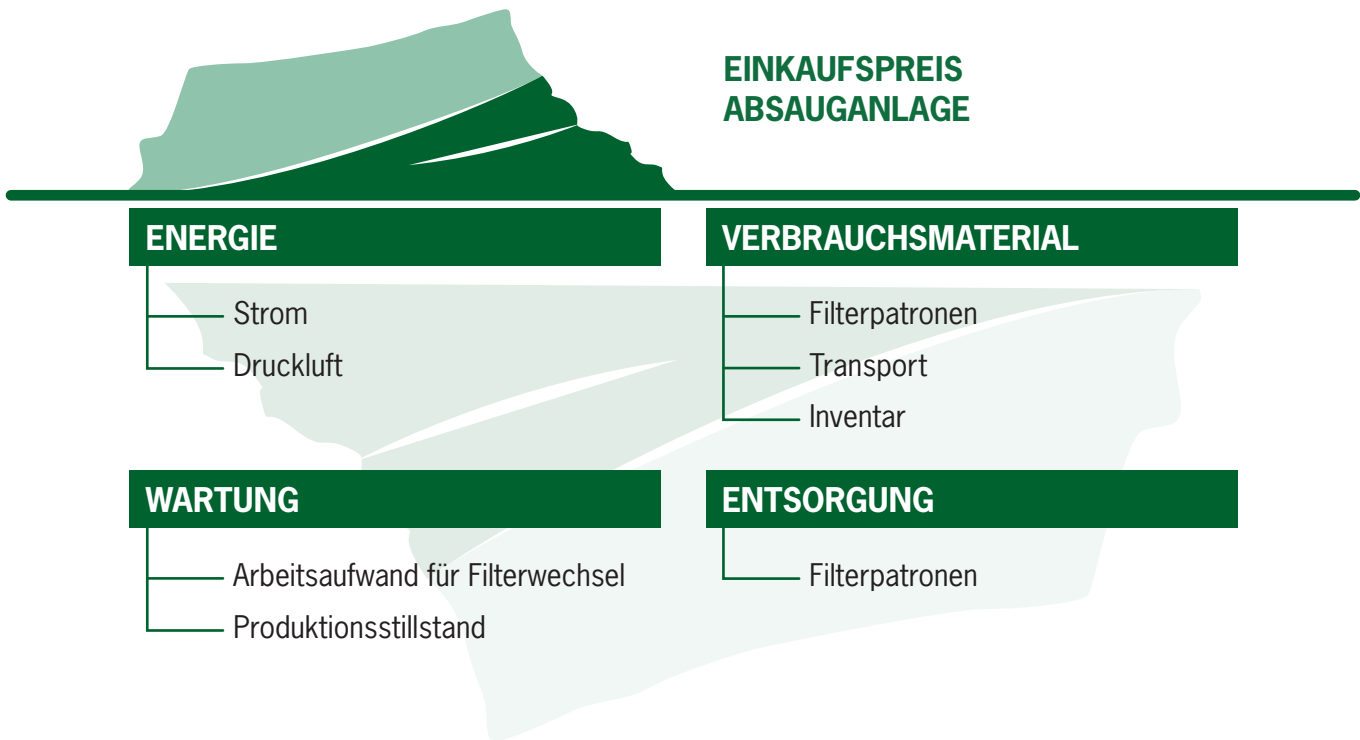 EINKAUFSPREIS
ABSAUGANLAGE
ENERGIE
Strom
Druckluft
VERBRAUCHSMATERIAL
Filterpatronen
Transport
Inventar
WARTUNG
Arbeitsaufwand für Filterwechsel
Produktionsstillstand
ENTSORGUNG
Filterpatronen